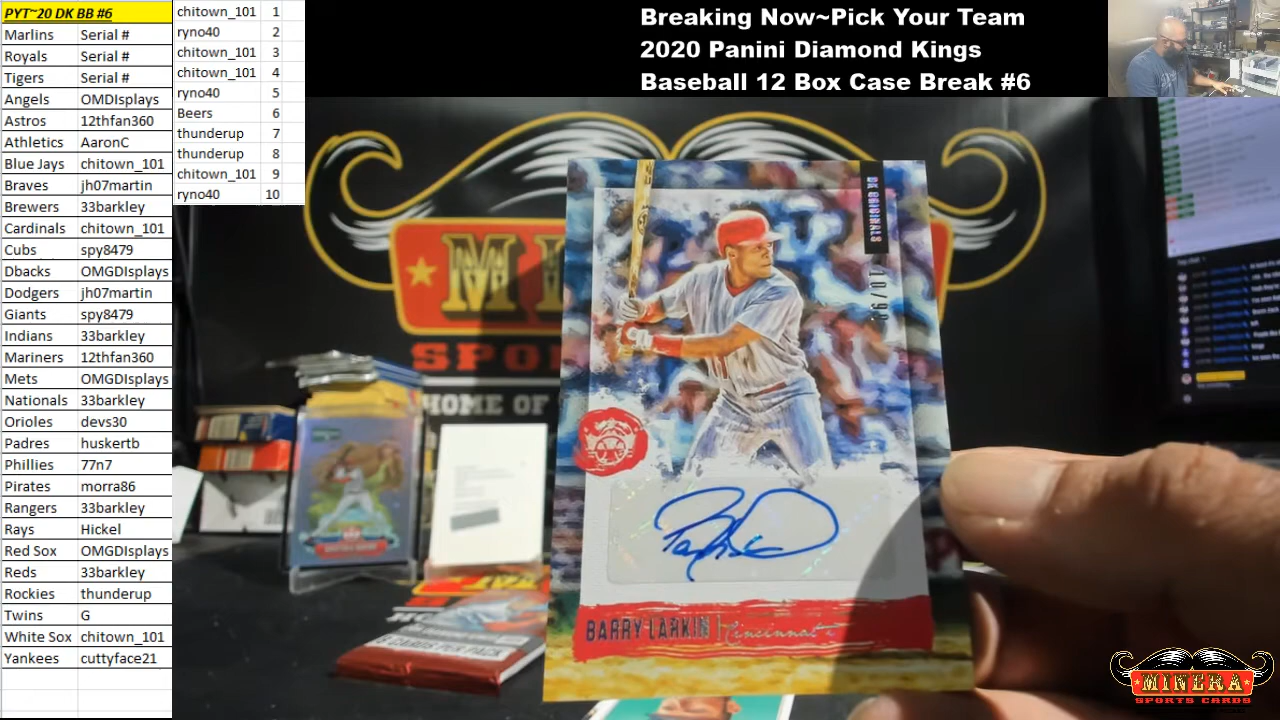 PYT~20 DK BB #6
Marlins Serial #
Royals Serial #
Tigers Serial #
Angels OMDIsplays
Astros 12thfan360
Athletics AaronC
Blue Jays chitown_101
Braves jh07martin
Brewers 33barkley
Cardinals chitown_101
Cubs spy8479
Dbacks OMGDIsplays
Dodgers jh07martin
Giants spy8479
Indians 33barkley
Mariners 12thfan360
Mets OMGDIsplays
Nationals 33barkley
Orioles devs30
Padres huskertb
Phillies 77n7
Pirates morra86
Rangers 33barkley
Rays Hickel
Red Sox OMGDIsplays
Reds 33barkley
Rockies thunderup
Twins G
White Sox chitown_101
Yankees cuttyface21
chitown_101 1
ryno40 2
chitown_101 3
chitown_101 4
ryno40 5
Beers 6
thunderup 7
thunderup 8
chitown_101 9
ryno40 10
Breaking Now~Pick Your Team
2020 Panini Diamond Kings
Baseball 12 Box Case Break #6
DK ORIGINALS
SPO
HOME OF
BARRY LARKIN | Cincinnati
MINERA
SPORTS CARDS